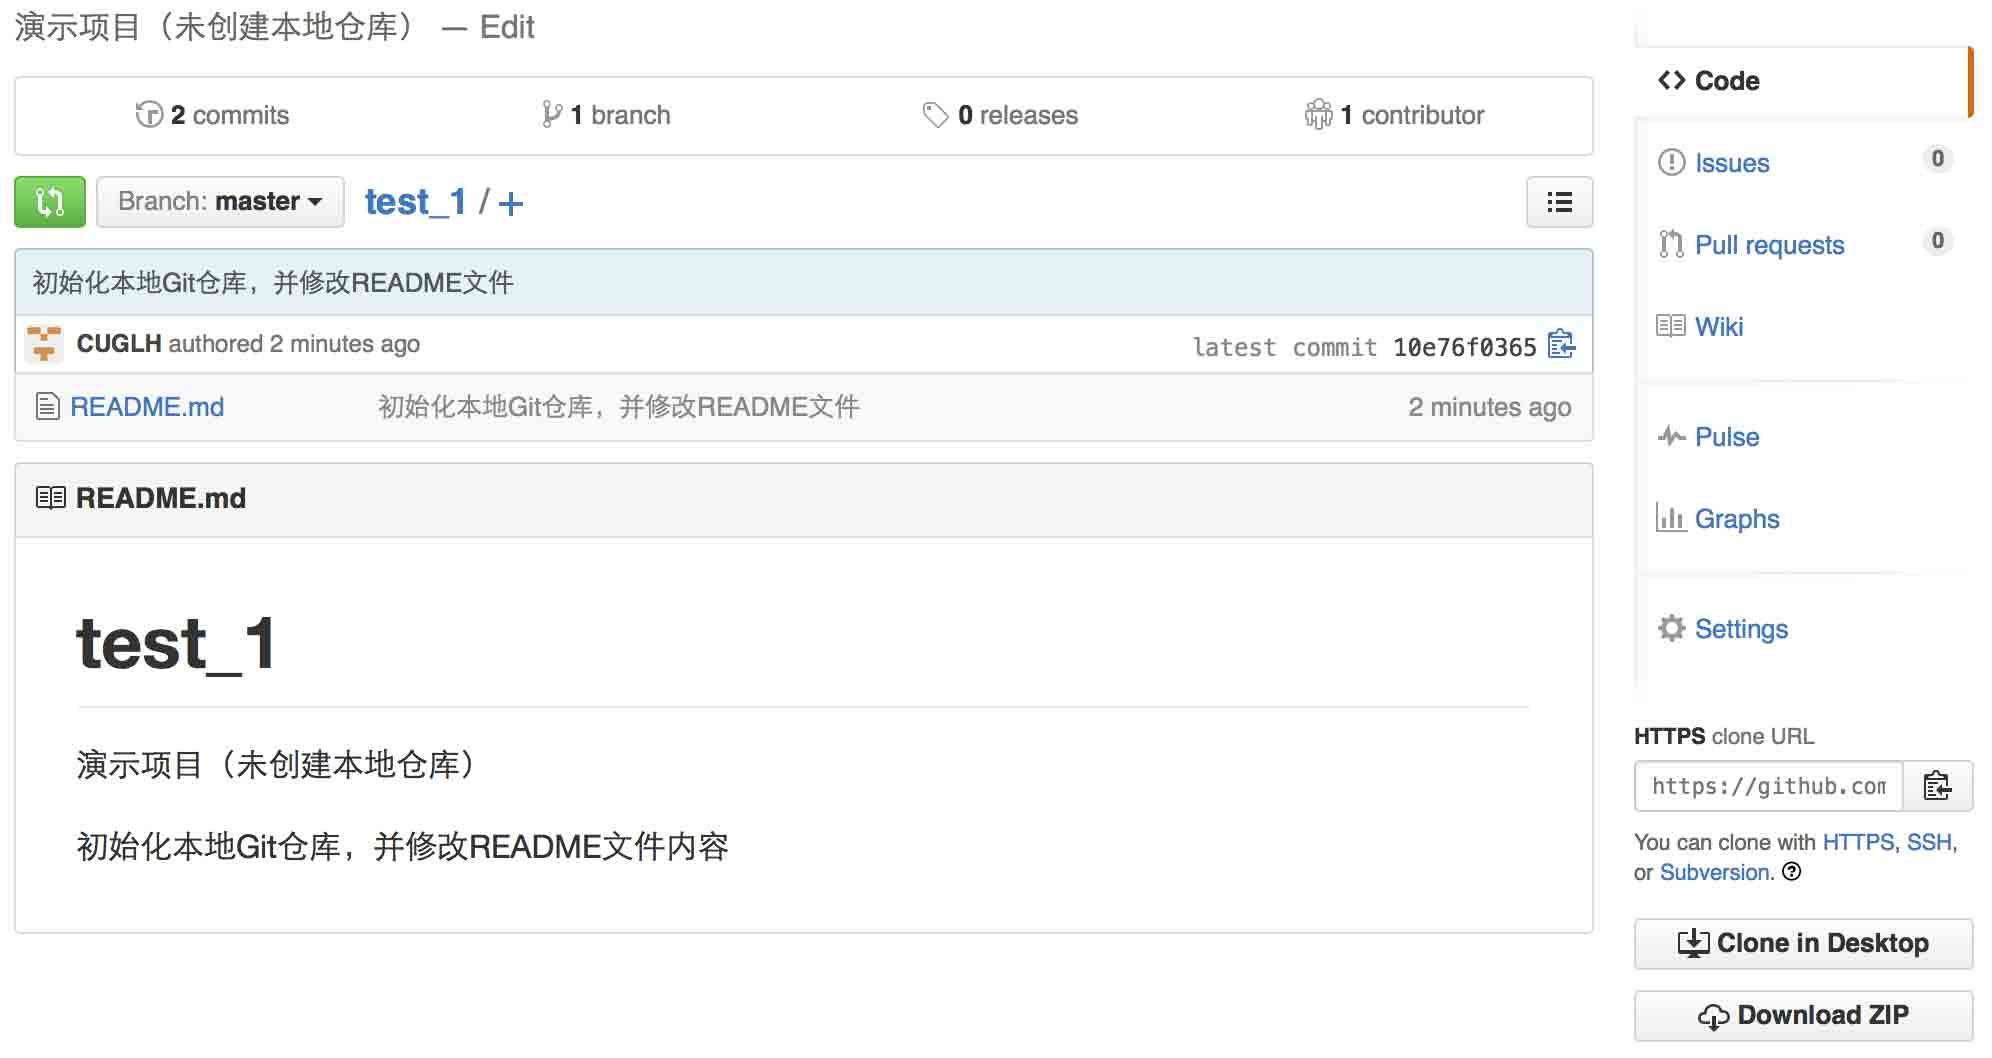 演示项目（未创建本地仓库） — Edit
2 commits
1 branch
0 releases
1 contributor
Branch: master
test_1 / +
初始化本地Git仓库，并修改README文件
CUGLH authored 2 minutes ago
latest commit 10e76f0365
README.md
初始化本地Git仓库，并修改README文件
2 minutes ago
README.md
test_1
演示项目（未创建本地仓库）
初始化本地Git仓库，并修改README文件内容
Code
Issues 0
Pull requests 0
Wiki
Pulse
Graphs
Settings
HTTPS clone URL
https://github.com
You can clone with HTTPS, SSH,
or Subversion.
Clone in Desktop
Download ZIP